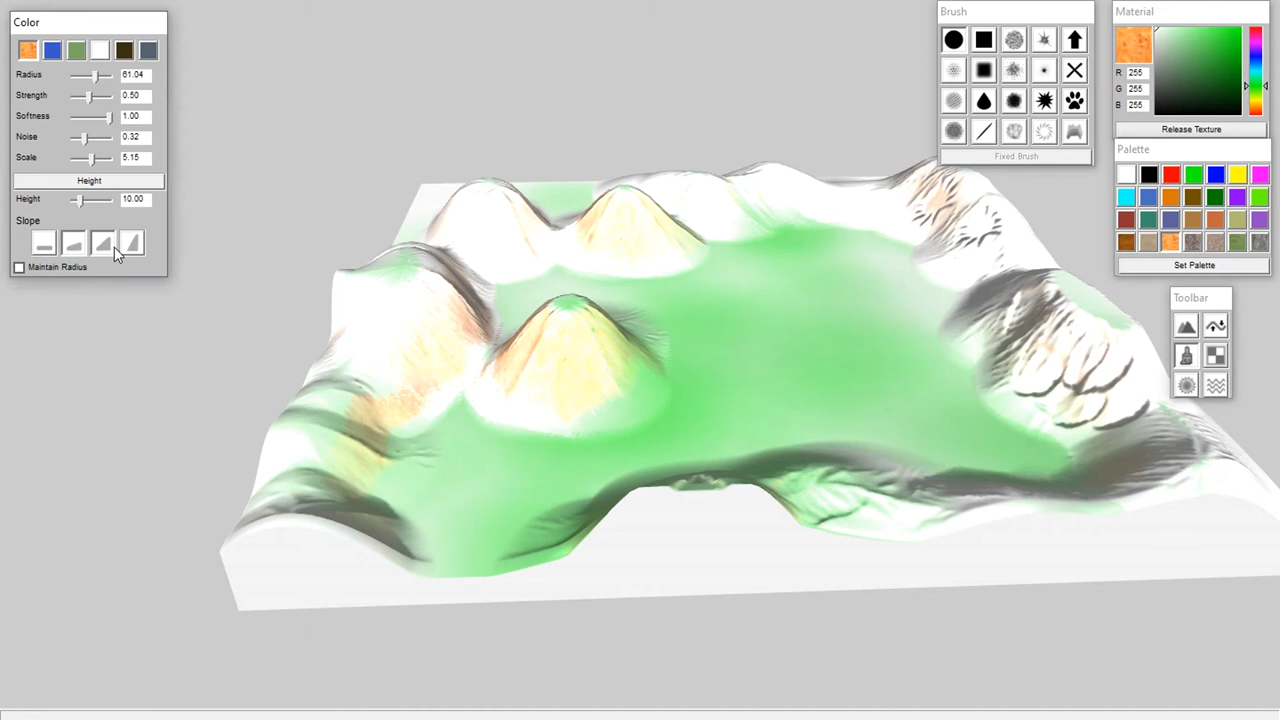 Color
Radius 61.04
Strength 0.50
Softness 1.00
Noise 0.32
Scale 5.15
Height
Height 10.00
Slope
Maintain Radius
Brush
Fixed Brush
Material
R 255
G 255
B 255
Release Texture
Palette
Set Palette
Toolbar